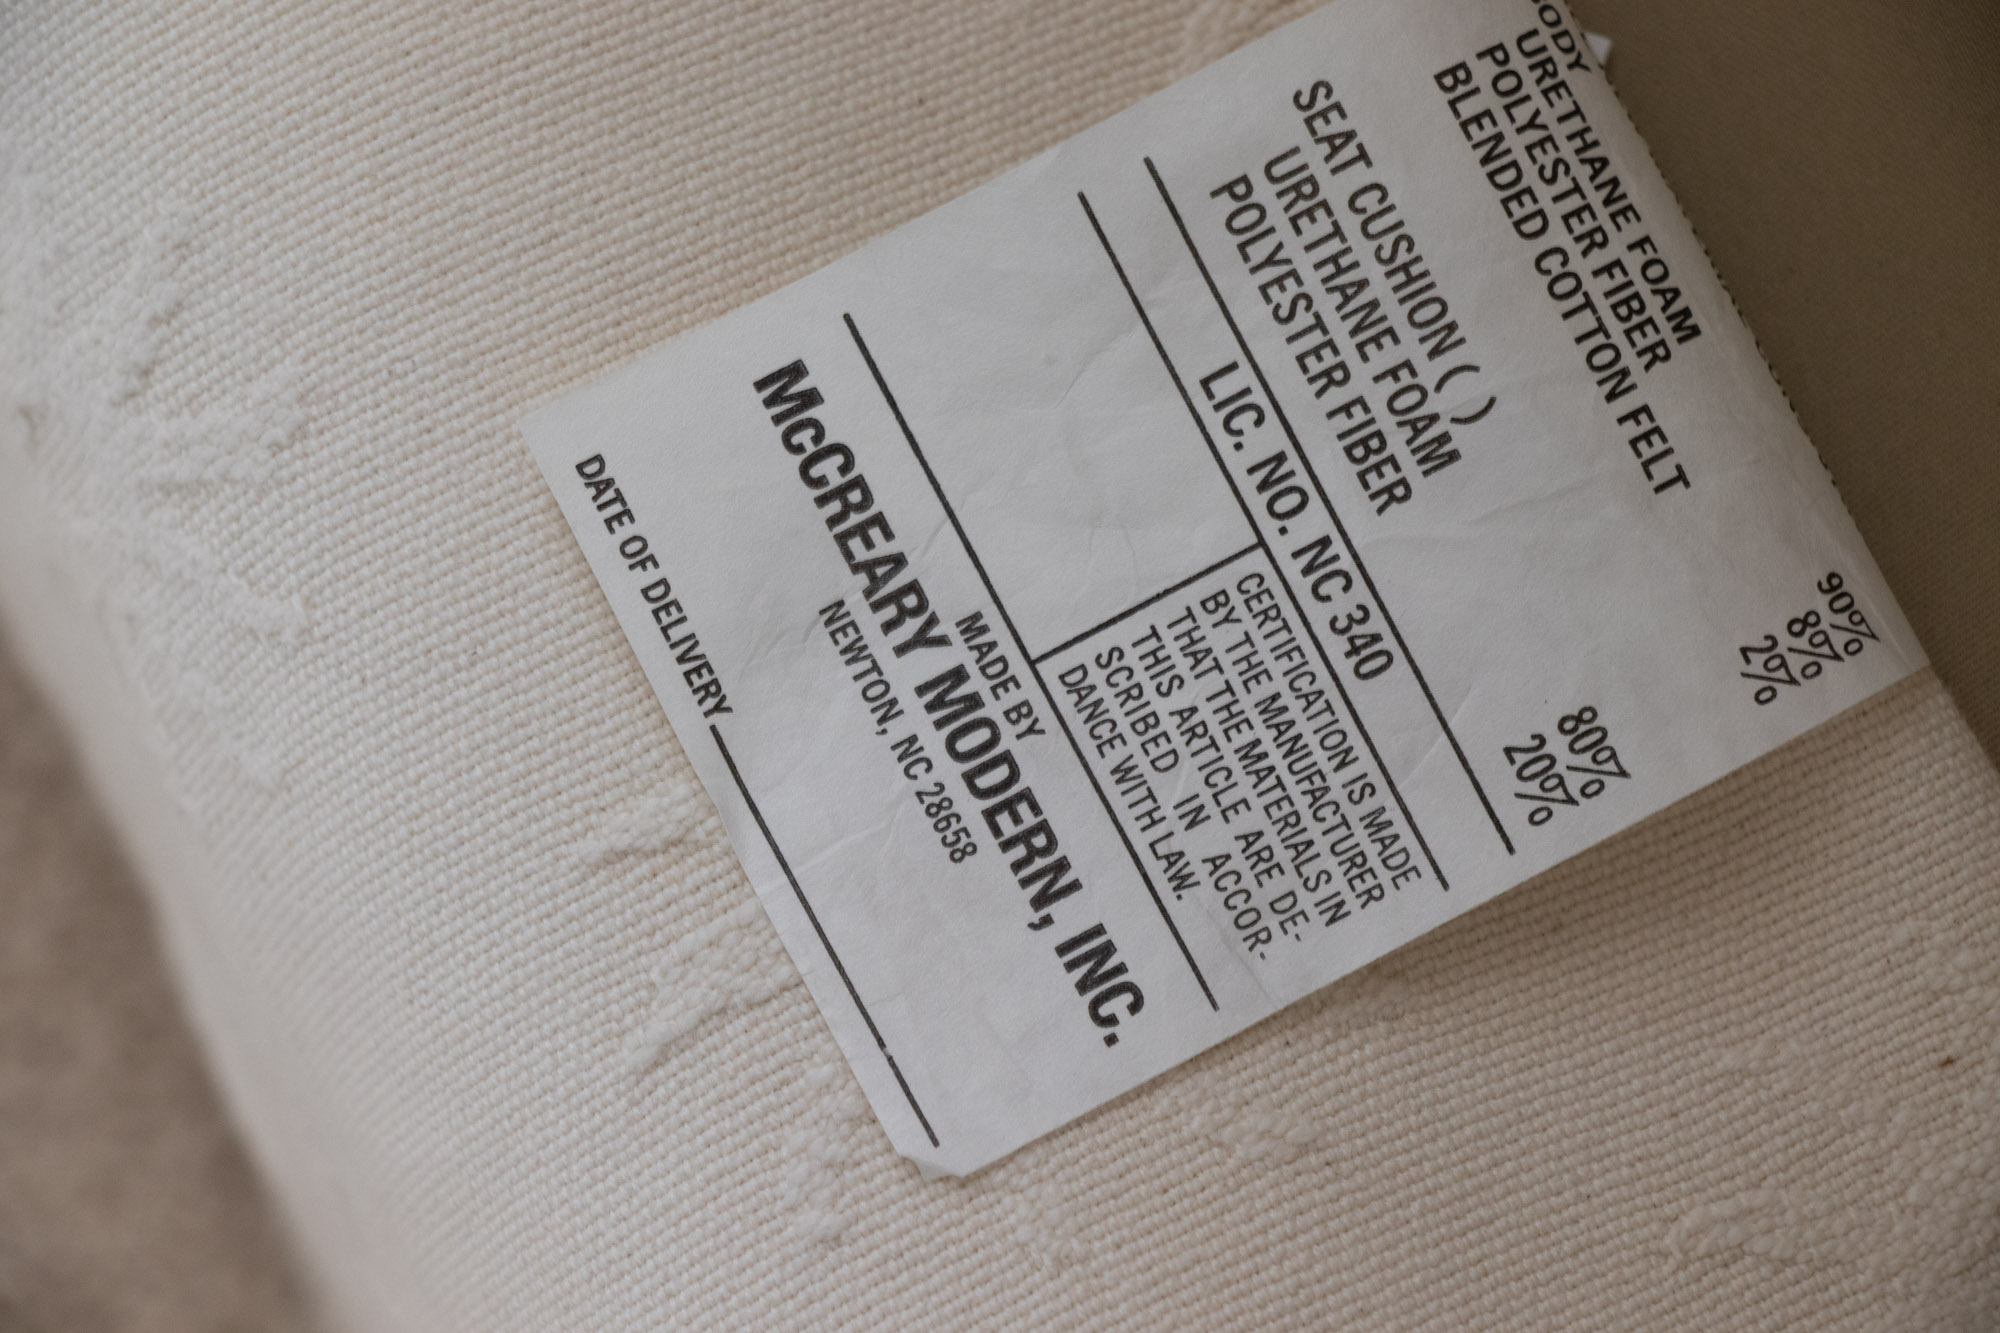 BODY
URETHANE FOAM 90%
POLYESTER FIBER 8%
BLENDED COTTON FELT 2%
SEAT CUSHION ( )
URETHANE FOAM 80%
POLYESTER FIBER 20%
LIC. NO. NC 340
CERTIFICATION IS MADE
BY THE MANUFACTURER
THAT THE MATERIALS IN
THIS ARTICLE ARE DE-
SCRIBED IN ACCOR-
DANCE WITH LAW.
MADE BY
McCREARY MODERN, INC.
NEWTON, NC 28658
DATE OF DELIVERY